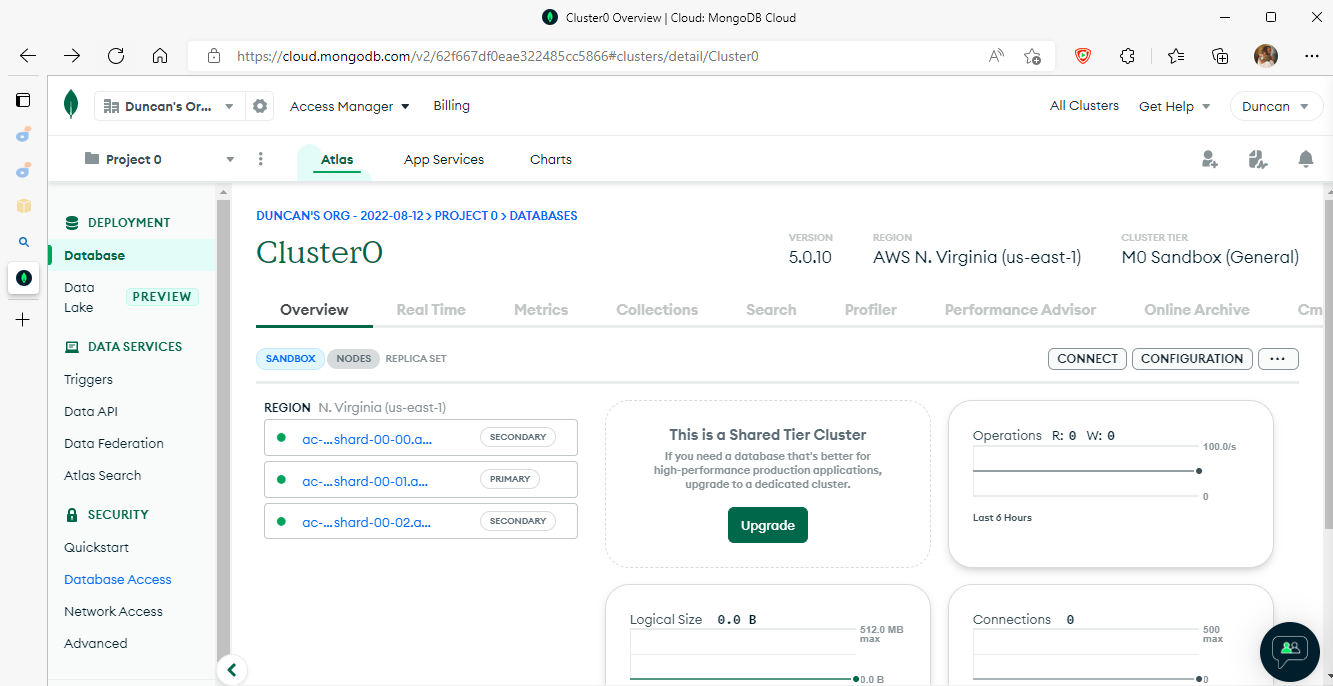 Cluster0 Overview | Cloud: MongoDB Cloud
https://cloud.mongodb.com/v2/62f667df0eae322485cc5866#clusters/detail/Cluster0
Duncan's Or... Access Manager Billing All Clusters Get Help Duncan
Project 0 Atlas App Services Charts
DEPLOYMENT
Database
Data Lake PREVIEW
DATA SERVICES
Triggers
Data API
Data Federation
Atlas Search
SECURITY
Quickstart
Database Access
Network Access
Advanced
DUNCAN'S ORG - 2022-08-12 > PROJECT 0 > DATABASES
Cluster0
VERSION
5.0.10
REGION
AWS N. Virginia (us-east-1)
CLUSTER TIER
M0 Sandbox (General)
Overview Real Time Metrics Collections Search Profiler Performance Advisor Online Archive Cm
SANDBOX NODES REPLICA SET CONNECT CONFIGURATION ...
REGION N. Virginia (us-east-1)
ac-...shard-00-00.a... SECONDARY
ac-...shard-00-01.a... PRIMARY
ac-...shard-00-02.a... SECONDARY
This is a Shared Tier Cluster
If you need a database that's better for
high-performance production applications,
upgrade to a dedicated cluster.
Upgrade
Operations R: 0 W: 0
100.0/s
0
Last 6 Hours
Logical Size 0.0 B
512.0 MB
max
0.0 B
Connections 0
500
max
0